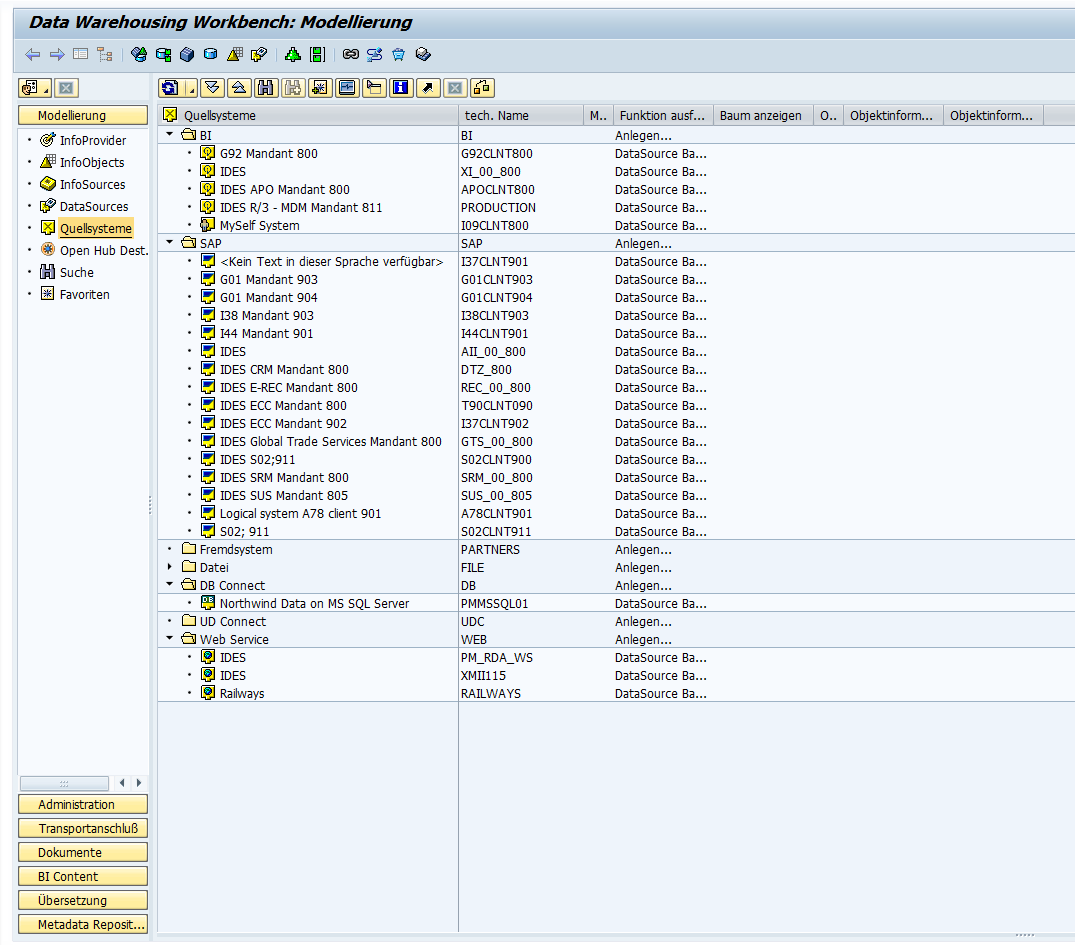 Data Warehousing Workbench: Modellierung
Modellierung
InfoProvider
InfoObjects
InfoSources
DataSources
Quellsysteme
Open Hub Dest.
Suche
Favoriten
Administration
Transportanschluß
Dokumente
BI Content
Übersetzung
Metadata Reposit...
Quellsysteme tech. Name M.. Funktion ausf... Baum anzeigen O.. Objektinform... Objektinform...
BI BI Anlegen...
G92 Mandant 800 G92CLNT800 DataSource Ba...
IDES XI_00_800 DataSource Ba...
IDES APO Mandant 800 APOCLNT800 DataSource Ba...
IDES R/3 - MDM Mandant 811 PRODUCTION DataSource Ba...
MySelf System I09CLNT800 DataSource Ba...
SAP SAP Anlegen...
<Kein Text in dieser Sprache verfügbar> I37CLNT901 DataSource Ba...
G01 Mandant 903 G01CLNT903 DataSource Ba...
G01 Mandant 904 G01CLNT904 DataSource Ba...
I38 Mandant 903 I38CLNT903 DataSource Ba...
I44 Mandant 901 I44CLNT901 DataSource Ba...
IDES AII_00_800 DataSource Ba...
IDES CRM Mandant 800 DTZ_800 DataSource Ba...
IDES E-REC Mandant 800 REC_00_800 DataSource Ba...
IDES ECC Mandant 800 T90CLNT090 DataSource Ba...
IDES ECC Mandant 902 I37CLNT902 DataSource Ba...
IDES Global Trade Services Mandant 800 GTS_00_800 DataSource Ba...
IDES S02;911 S02CLNT900 DataSource Ba...
IDES SRM Mandant 800 SRM_00_800 DataSource Ba...
IDES SUS Mandant 805 SUS_00_805 DataSource Ba...
Logical system A78 client 901 A78CLNT901 DataSource Ba...
S02; 911 S02CLNT911 DataSource Ba...
Fremdsystem PARTNERS Anlegen...
Datei FILE Anlegen...
DB Connect DB Anlegen...
Northwind Data on MS SQL Server PMMSSQL01 DataSource Ba...
UD Connect UDC Anlegen...
Web Service WEB Anlegen...
IDES PM_RDA_WS DataSource Ba...
IDES XMII115 DataSource Ba...
Railways RAILWAYS DataSource Ba...